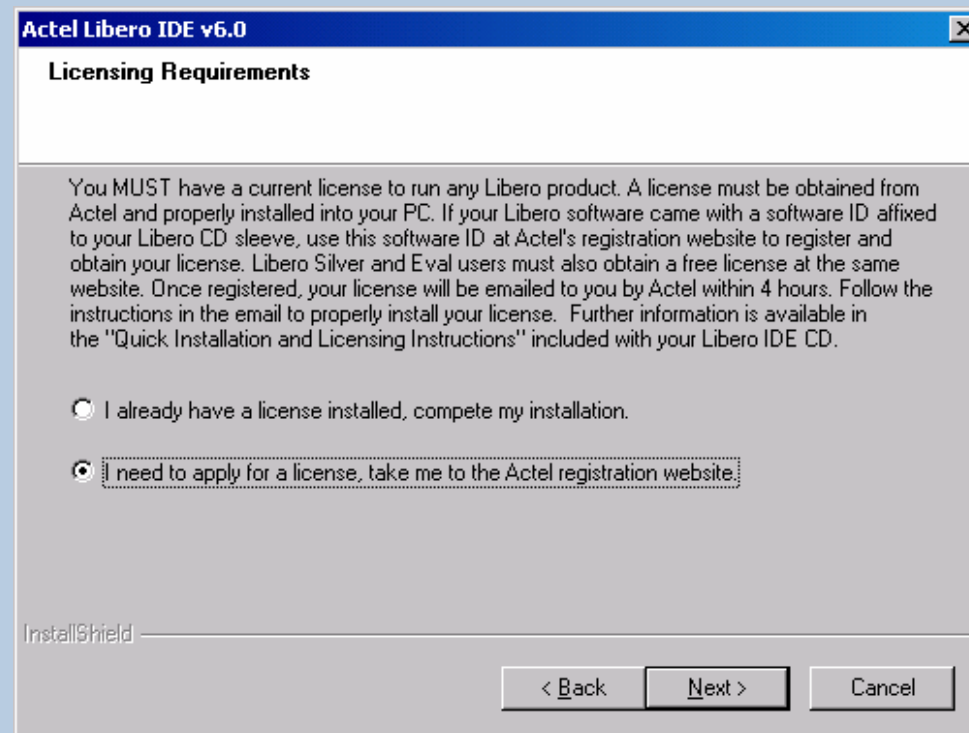 Actel Libero IDE v6.0
Licensing Requirements
You MUST have a current license to run any Libero product. A license must be obtained from
Actel and properly installed into your PC. If your Libero software came with a software ID affixed
to your Libero CD sleeve, use this software ID at Actel's registration website to register and
obtain your license. Libero Silver and Eval users must also obtain a free license at the same
website. Once registered, your license will be emailed to you by Actel within 4 hours. Follow the
instructions in the email to properly install your license.  Further information is available in
the "Quick Installation and Licensing Instructions" included with your Libero IDE CD.
I already have a license installed, compete my installation.
I need to apply for a license, take me to the Actel registration website.
InstallShield
< Back Next > Cancel